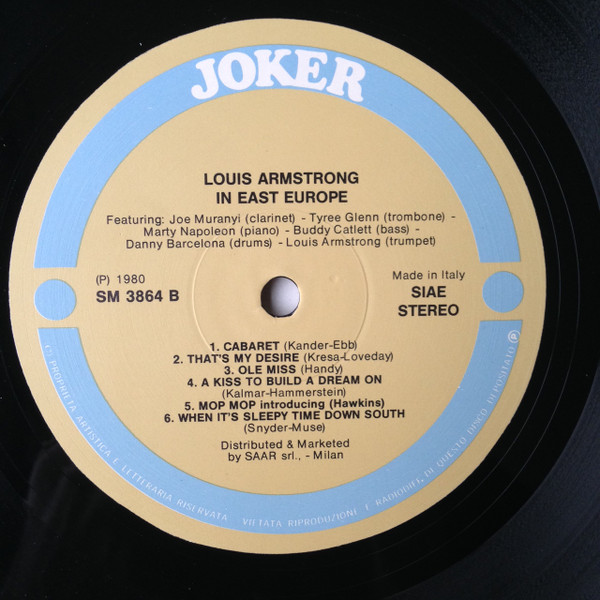 JOKER
LOUIS ARMSTRONG
IN EAST EUROPE
Featuring: Joe Muranyi (clarinet) - Tyree Glenn (trombone) -
Marty Napoleon (piano) - Buddy Catlett (bass) -
Danny Barcelona (drums) - Louis Armstrong (trumpet)
(P) 1980
SM 3864 B
Made in Italy
SIAE
STEREO
1. CABARET (Kander-Ebb)
2. THAT'S MY DESIRE (Kresa-Loveday)
3. OLE MISS (Handy)
4. A KISS TO BUILD A DREAM ON
(Kalmar-Hammerstein)
5. MOP MOP introducing (Hawkins)
6. WHEN IT'S SLEEPY TIME DOWN SOUTH
(Snyder-Muse)
Distributed & Marketed
by SAAR srl., - Milan
PROPRIETA ARTISTICA E LETTERARIA RISERVATA VIETATA RIPRODUZIONE E RADIODIF. DI QUESTO DISCO DEPOSITATO